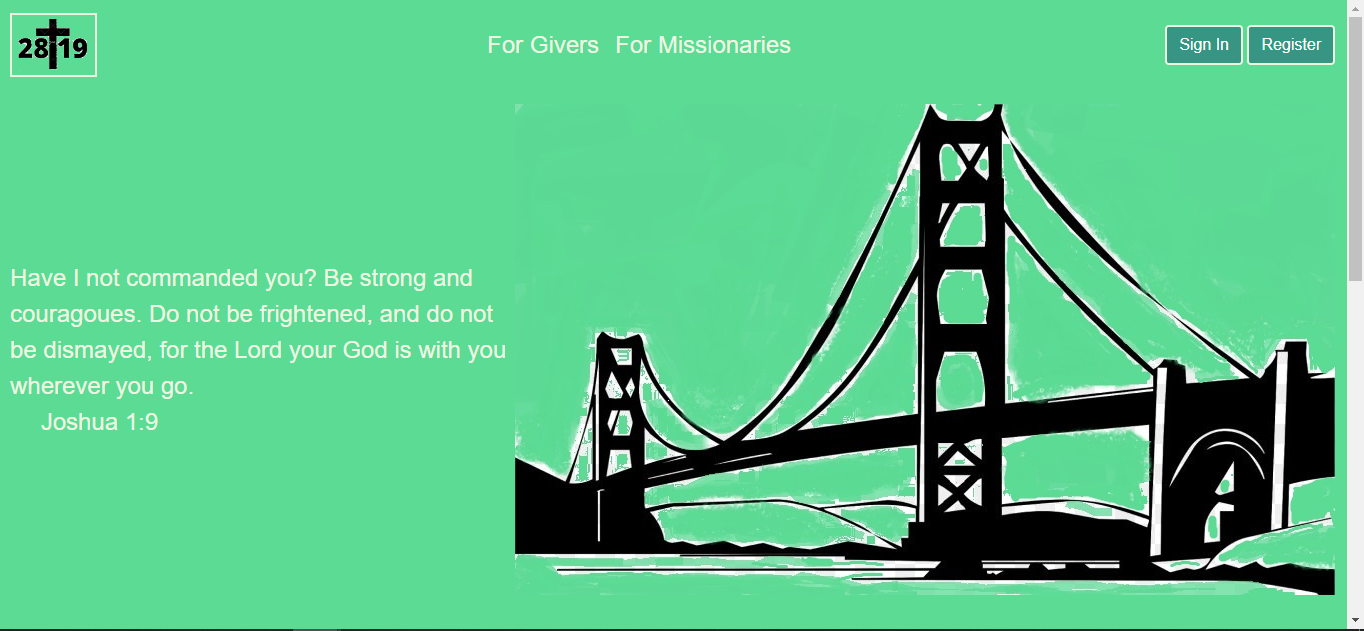 28 19
For Givers For Missionaries
Sign In Register
Have I not commanded you? Be strong and
couragoues. Do not be frightened, and do not
be dismayed, for the Lord your God is with you
wherever you go.
Joshua 1:9